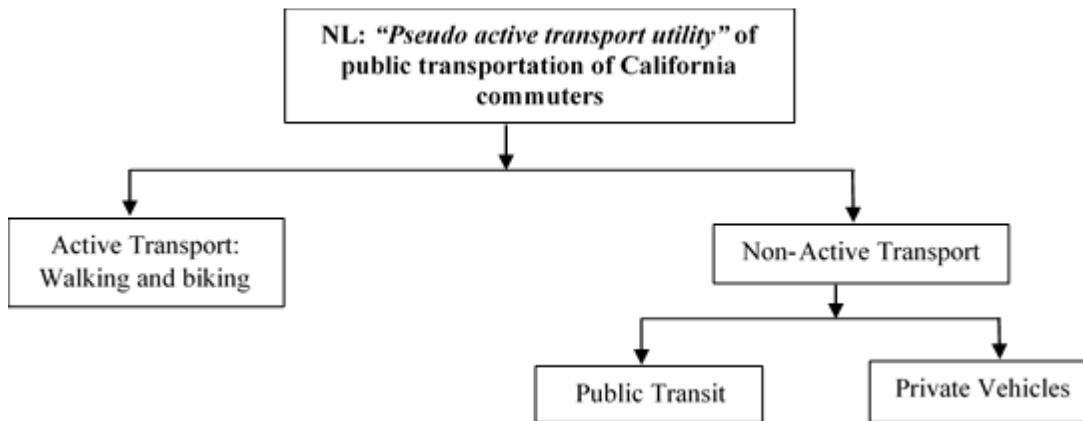 NL: “Pseudo active transport utility” of
public transportation of California
commuters
Active Transport:
Walking and biking
Non-Active Transport
Public Transit
Private Vehicles